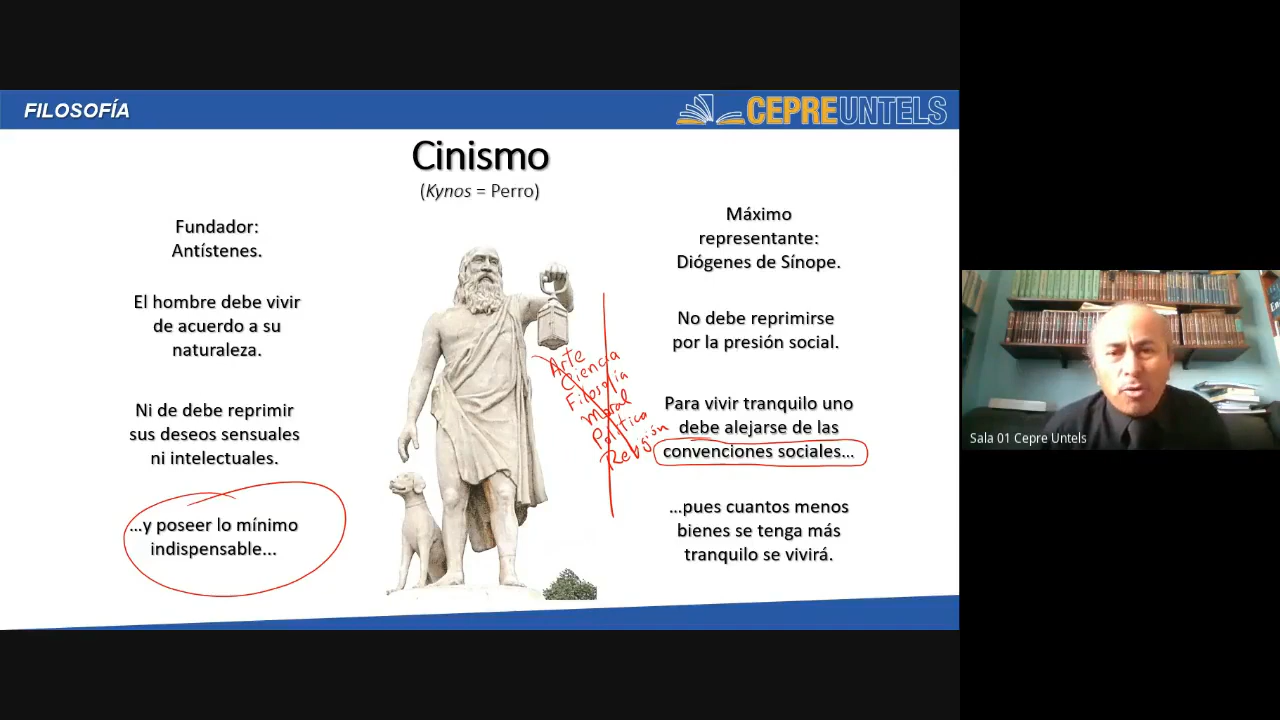 FILOSOFÍA
CEPREUNTELS
Cinismo
(Kynos = Perro)
Fundador:
Antístenes.
El hombre debe vivir
de acuerdo a su
naturaleza.
Ni de debe reprimir
sus deseos sensuales
ni intelectuales.
...y poseer lo mínimo
indispensable...
Arte
Ciencia
Filosofía
Moral
Política
Religión
Máximo
representante:
Diógenes de Sínope.
No debe reprimirse
por la presión social.
Para vivir tranquilo uno
debe alejarse de las
convenciones sociales...
...pues cuantos menos
bienes se tenga más
tranquilo se vivirá.
Sala 01 Cepre Untels